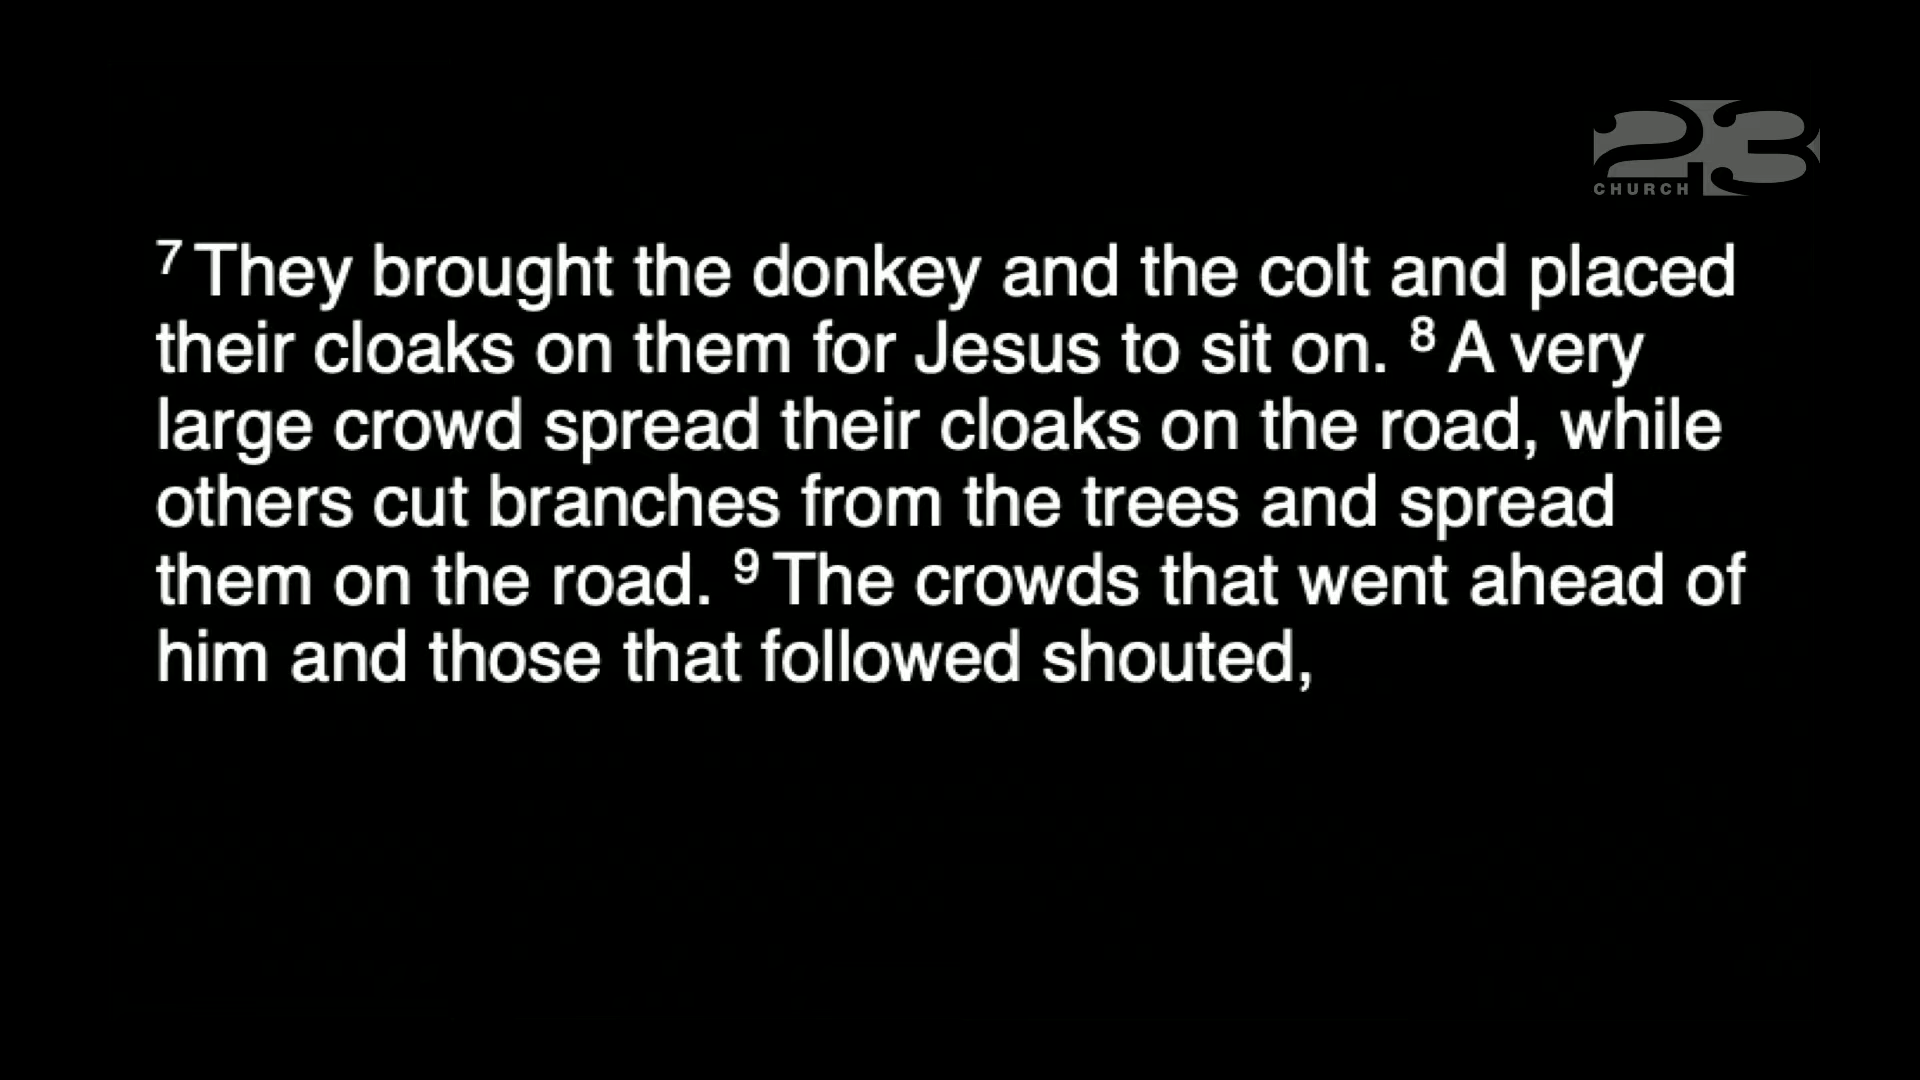 23
CHURCH
⁷ They brought the donkey and the colt and placed
their cloaks on them for Jesus to sit on. ⁸ A very
large crowd spread their cloaks on the road, while
others cut branches from the trees and spread
them on the road. ⁹ The crowds that went ahead of
him and those that followed shouted,